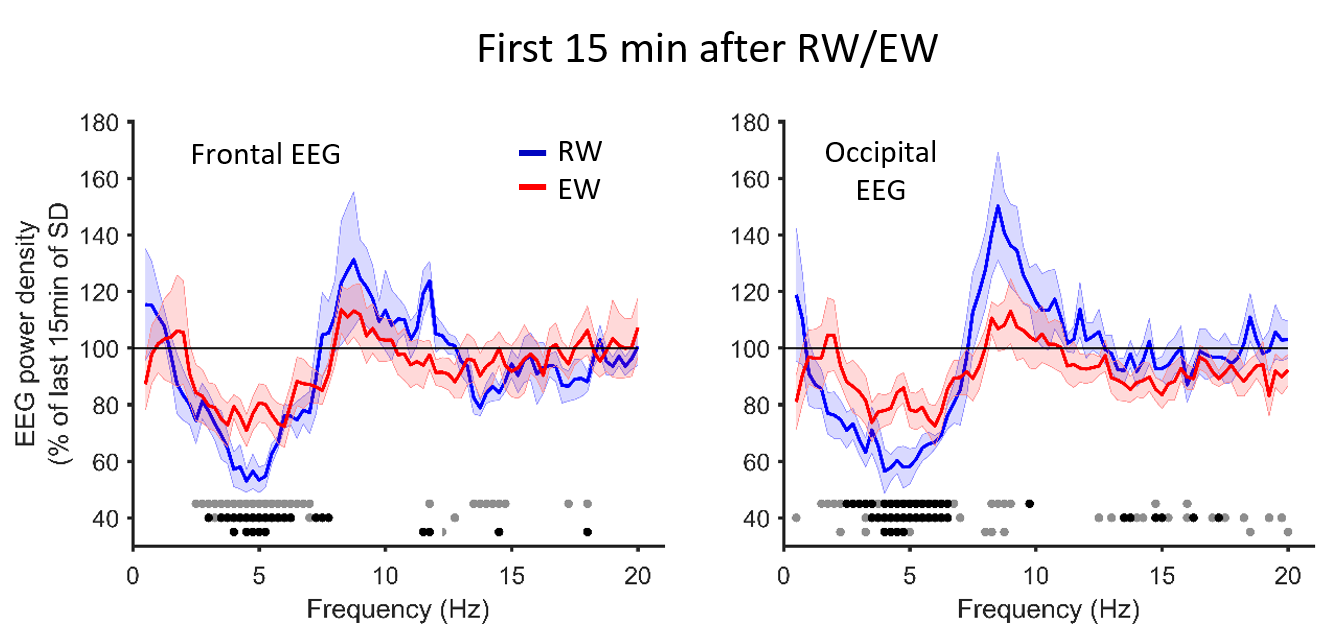 First 15 min after RW/EW
EEG power density
(% of last 15min of SD
180
160
140
120
100
80
60
40
Frontal EEG
RW
EW
0 5 10 15 20
Frequency (Hz)
180
160
140
120
100
80
60
40
Occipital
EEG
0 5 10 15 20
Frequency (Hz)